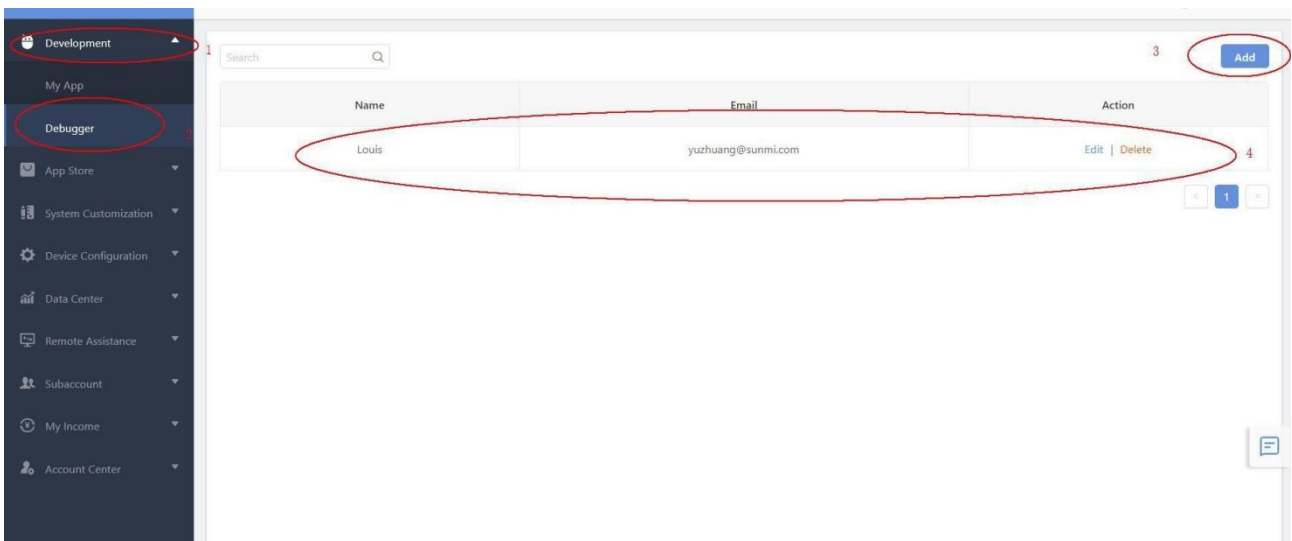 Development
1
My App
Debugger
2
App Store
System Customization
Device Configuration
Data Center
Remote Assistance
Subaccount
My Income
Account Center
Search
3
Add
Name Email Action
Louis yuzhuang@sunmi.com Edit | Delete
4
< 1 >